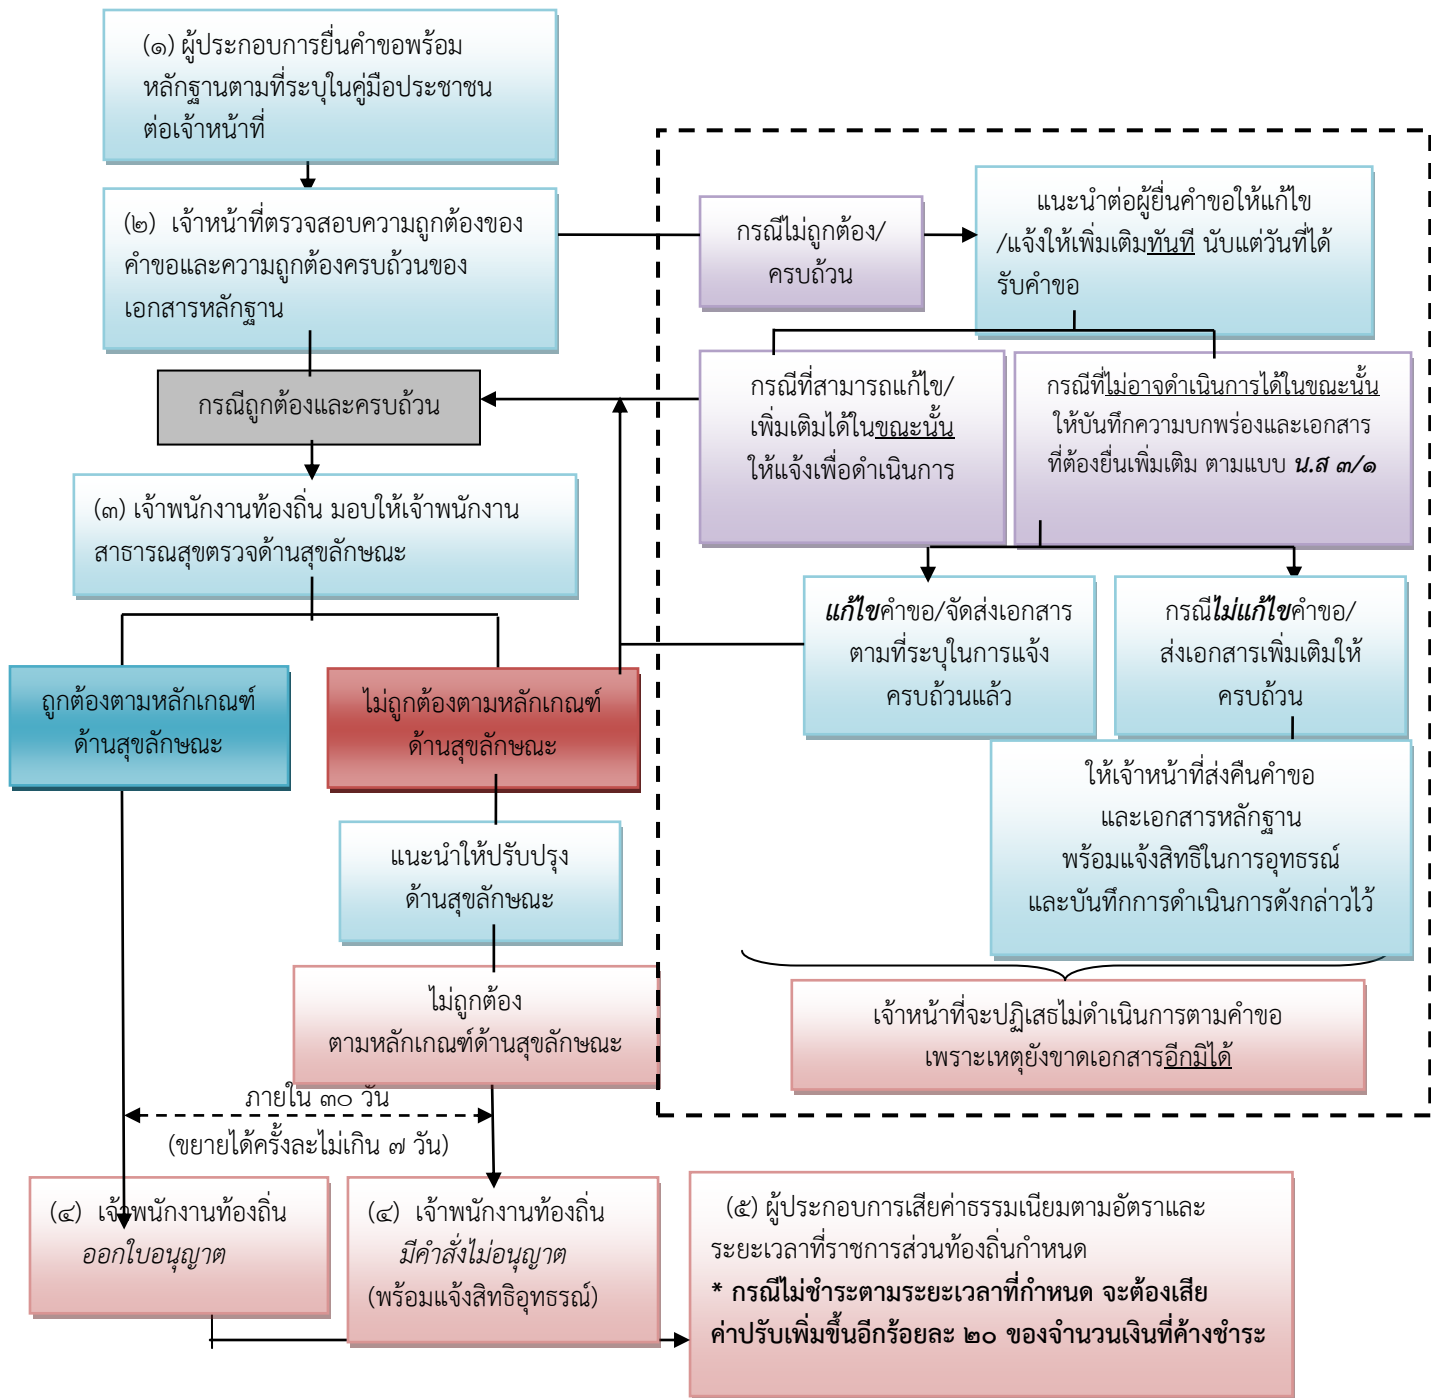 (๑) ผู้ประกอบการยื่นคำขอพร้อม
หลักฐานตามที่ระบุในคู่มือประชาชน
ต่อเจ้าหน้าที่
(๒) เจ้าหน้าที่ตรวจสอบความถูกต้องของ
คำขอและความถูกต้องครบถ้วนของ
เอกสารหลักฐาน
กรณีไม่ถูกต้อง/
ครบถ้วน
แนะนำต่อผู้ยื่นคำขอให้แก้ไข
/แจ้งให้เพิ่มเติมทันที นับแต่วันที่ได้
รับคำขอ
กรณีถูกต้องและครบถ้วน
กรณีที่สามารถแก้ไข/
เพิ่มเติมได้ในขณะนั้น
ให้แจ้งเพื่อดำเนินการ
กรณีที่ไม่อาจดำเนินการได้ในขณะนั้น
ให้บันทึกความบกพร่องและเอกสาร
ที่ต้องยื่นเพิ่มเติม ตามแบบ น.ส ๓/๑
(๓) เจ้าพนักงานท้องถิ่น มอบให้เจ้าพนักงาน
สาธารณสุขตรวจด้านสุขลักษณะ
แก้ไขคำขอ/จัดส่งเอกสาร
ตามที่ระบุในการแจ้ง
ครบถ้วนแล้ว
กรณีไม่แก้ไขคำขอ/
ส่งเอกสารเพิ่มเติมให้
ครบถ้วน
ถูกต้องตามหลักเกณฑ์
ด้านสุขลักษณะ
ไม่ถูกต้องตามหลักเกณฑ์
ด้านสุขลักษณะ
ให้เจ้าหน้าที่ส่งคืนคำขอ
และเอกสารหลักฐาน
พร้อมแจ้งสิทธิในการอุทธรณ์
และบันทึกการดำเนินการดังกล่าวไว้
แนะนำให้ปรับปรุง
ด้านสุขลักษณะ
ไม่ถูกต้อง
ตามหลักเกณฑ์ด้านสุขลักษณะ
เจ้าหน้าที่จะปฏิเสธไม่ดำเนินการตามคำขอ
เพราะเหตุยังขาดเอกสารอีกมิได้
ภายใน ๓๐ วัน
(ขยายได้ครั้งละไม่เกิน ๗ วัน)
(๔) เจ้าพนักงานท้องถิ่น
ออกใบอนุญาต
(๔) เจ้าพนักงานท้องถิ่น
มีคำสั่งไม่อนุญาต
(พร้อมแจ้งสิทธิอุทธรณ์)
(๕) ผู้ประกอบการเสียค่าธรรมเนียมตามอัตราและ
ระยะเวลาที่ราชการส่วนท้องถิ่นกำหนด
* กรณีไม่ชำระตามระยะเวลาที่กำหนด จะต้องเสีย
ค่าปรับเพิ่มขึ้นอีกร้อยละ ๒๐ ของจำนวนเงินที่ค้างชำระ